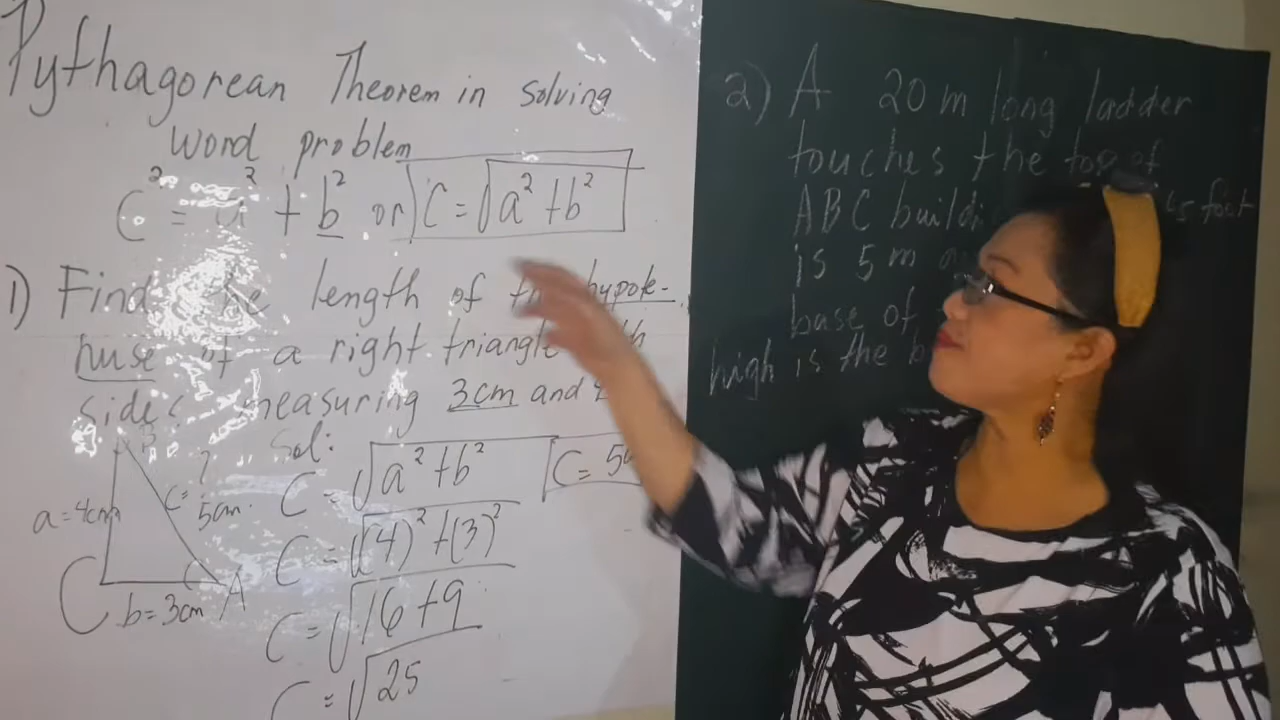 Pythagorean Theorem in solving
word problem
c² = a² + b² or) C = √a² + b²
1) Find the length of the hypote-
nuse of a right triangle
sides measuring 3cm and
Sol:
C = √a² + b²
C = √(4)² + (3)²
C = √16 + 9
C = √25
C = 5
B
a = 4cm
c = ?
5cm.
C
b = 3cm
A
2) A 20 m long ladder
touches the top of
ABC buildi is foot
is 5 m
base of
high is the b